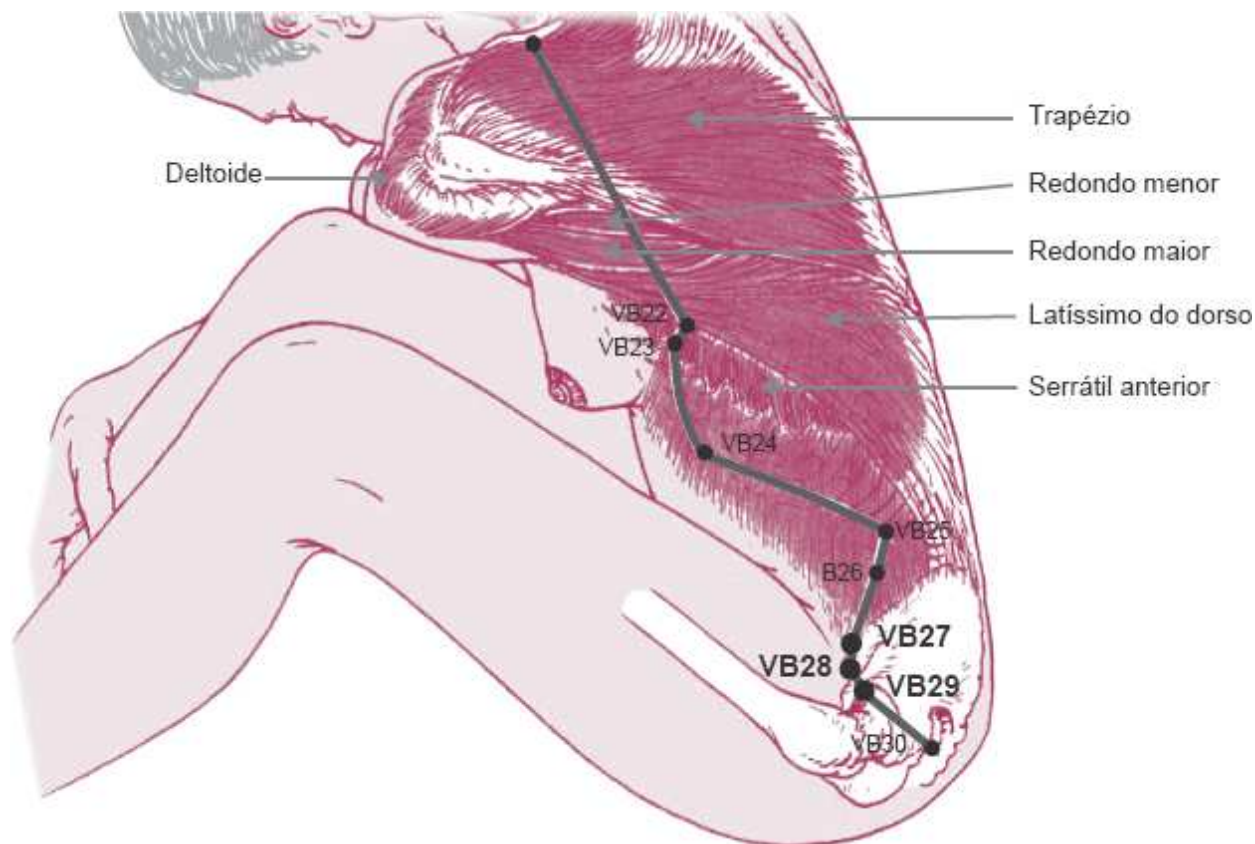 Trapézio
Deltoide
Redondo menor
Redondo maior
VB22
Latíssimo do dorso
VB23
Serrátil anterior
VB24
VB25
B26
VB27
VB28
VB29
VB30